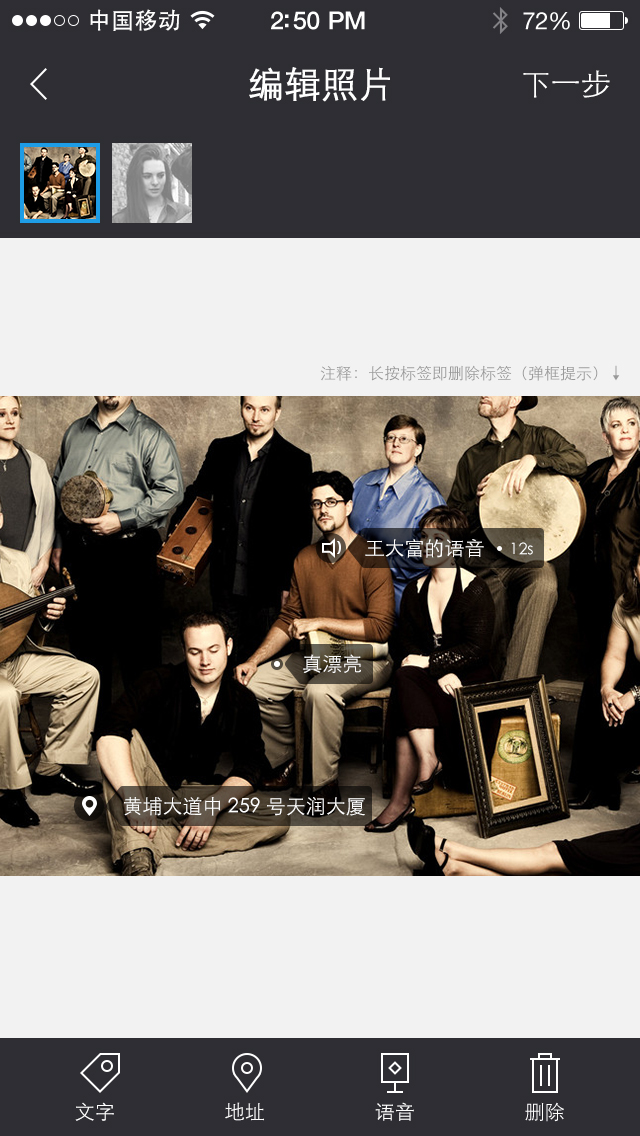 中国移动 2:50 PM 72%
编辑照片 下一步
注释：长按标签即删除标签（弹框提示）↓
王大富的语音 • 12s
真漂亮
黄埔大道中 259 号天润大厦
文字 地址 语音 删除